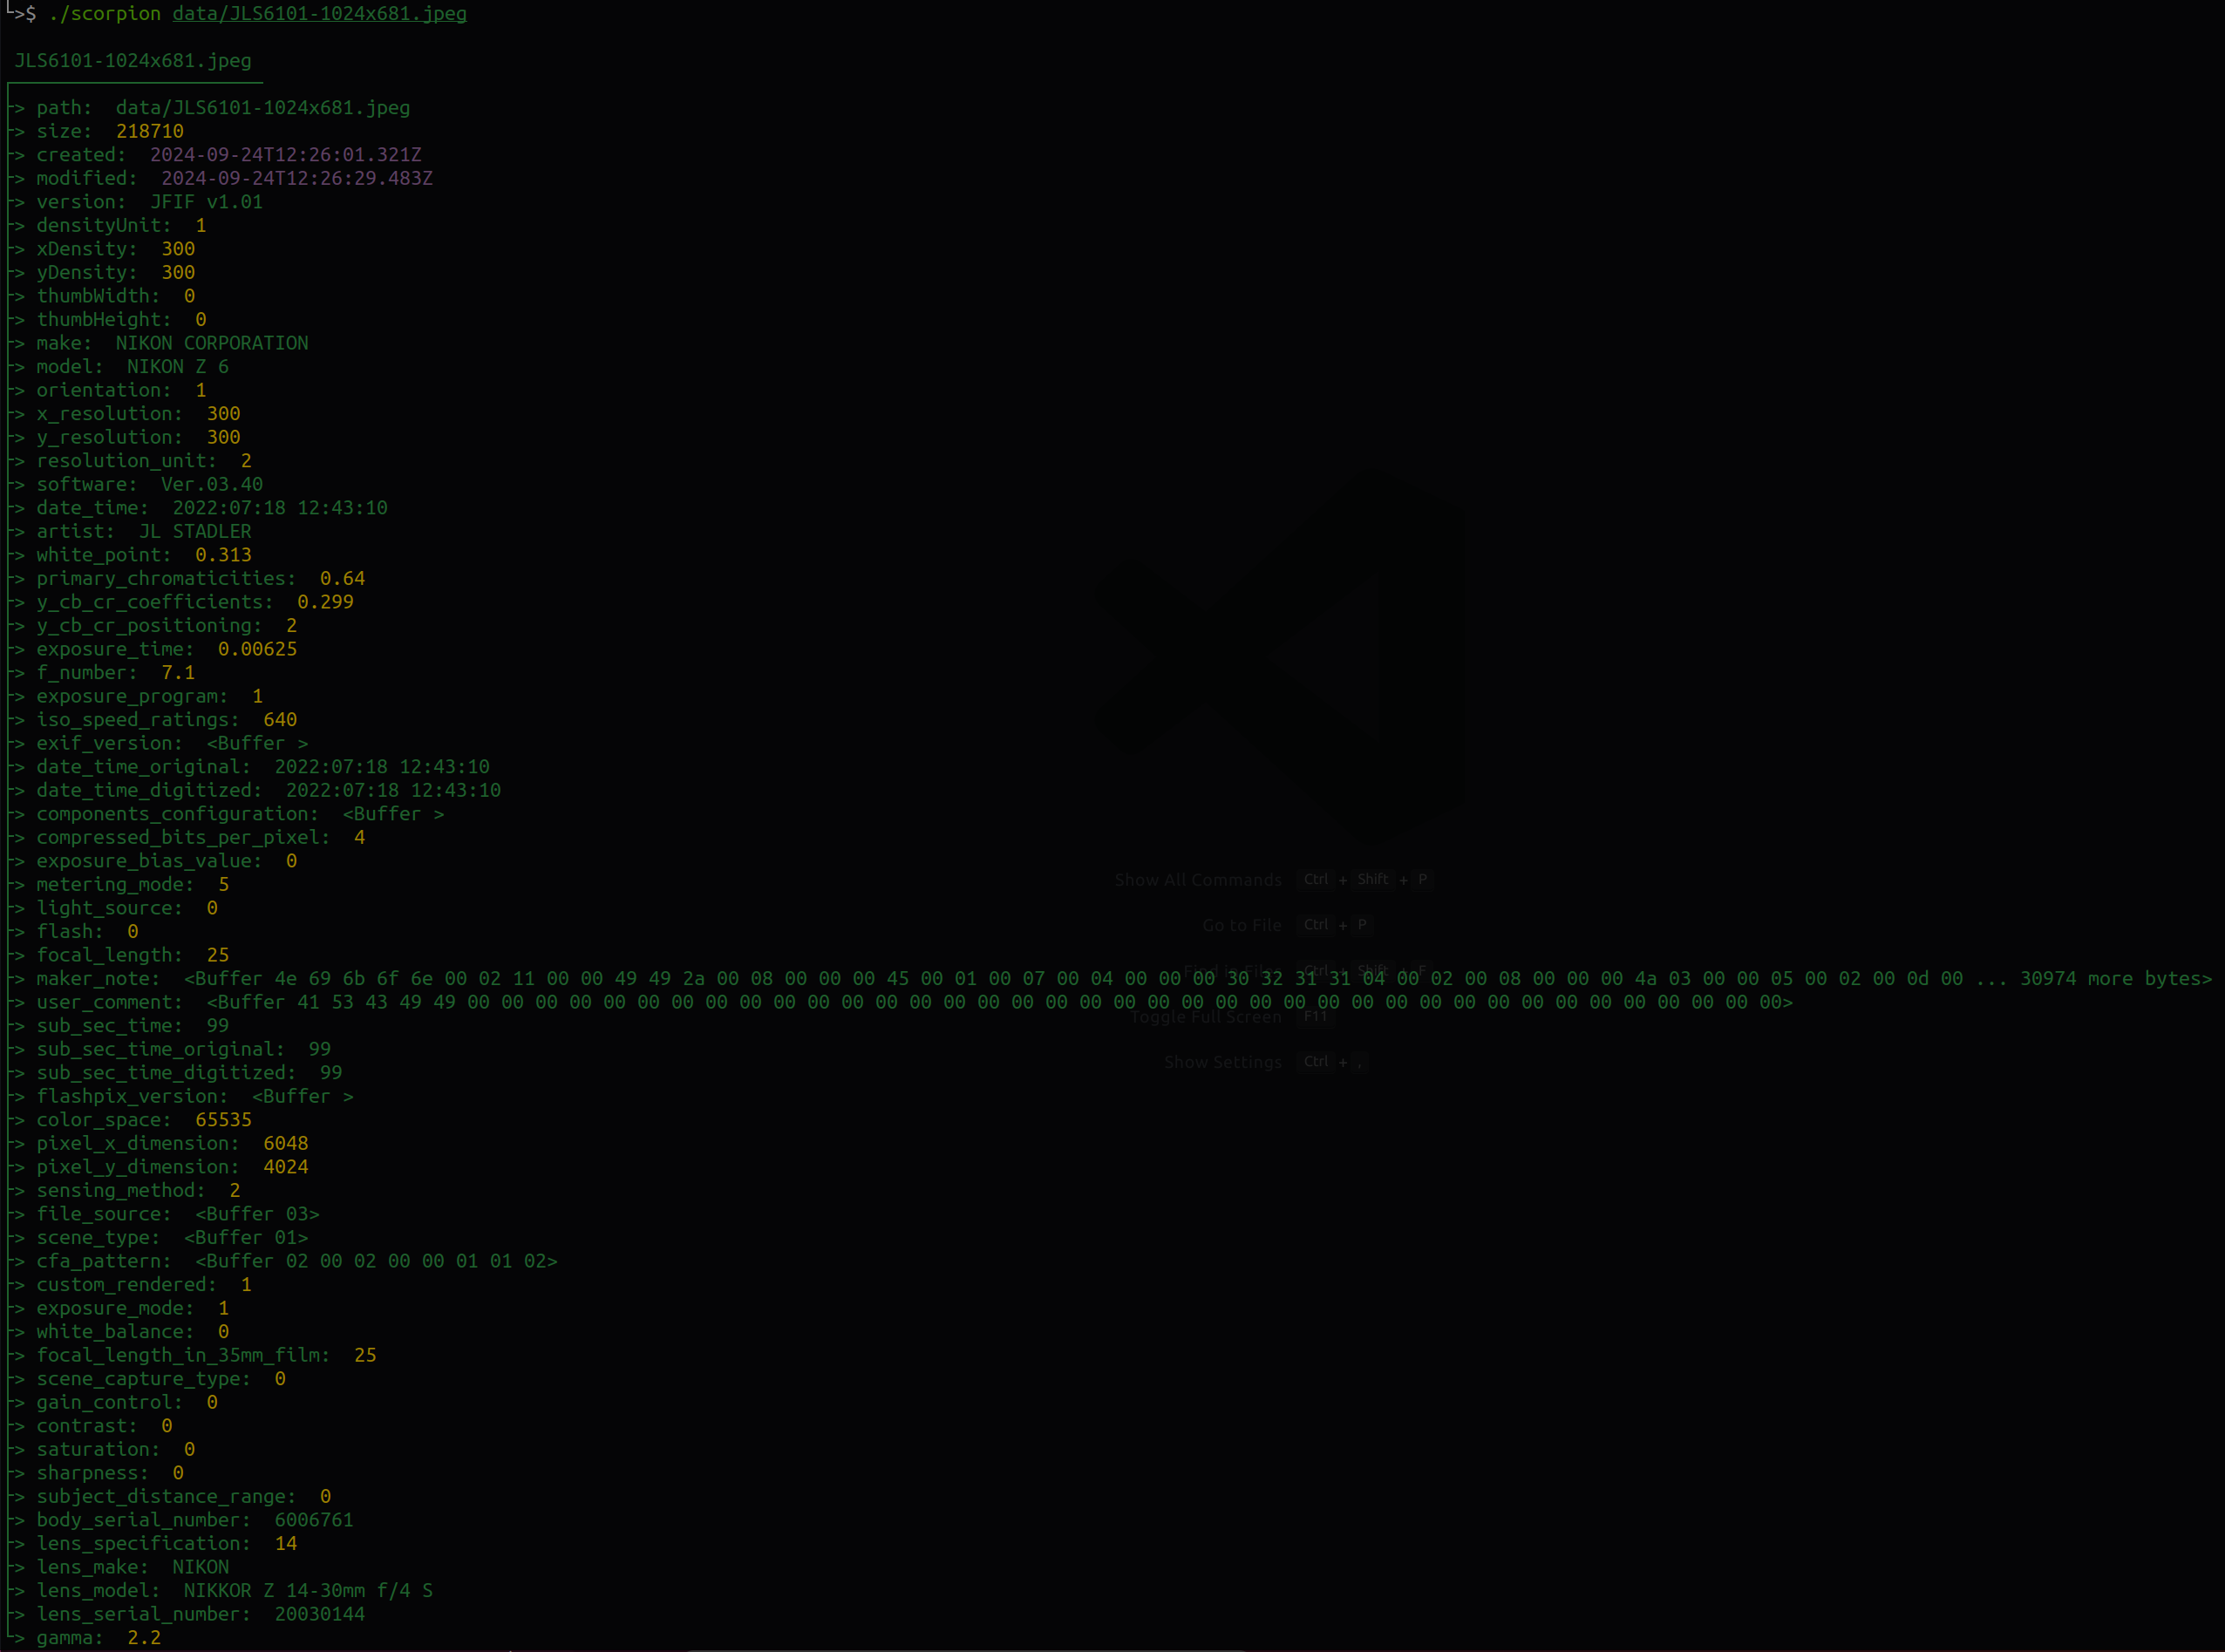 └>$ ./scorpion data/JLS6101-1024x681.jpeg
JLS6101-1024x681.jpeg
> path:  data/JLS6101-1024x681.jpeg
> size:  218710
> created:  2024-09-24T12:26:01.321Z
> modified:  2024-09-24T12:26:29.483Z
> version:  JFIF v1.01
> densityUnit:  1
> xDensity:  300
> yDensity:  300
> thumbWidth:  0
> thumbHeight:  0
> make:  NIKON CORPORATION
> model:  NIKON Z 6
> orientation:  1
> x_resolution:  300
> y_resolution:  300
> resolution_unit:  2
> software:  Ver.03.40
> date_time:  2022:07:18 12:43:10
> artist:  JL STADLER
> white_point:  0.313
> primary_chromaticities:  0.64
> y_cb_cr_coefficients:  0.299
> y_cb_cr_positioning:  2
> exposure_time:  0.00625
> f_number:  7.1
> exposure_program:  1
> iso_speed_ratings:  640
> exif_version:  <Buffer >
> date_time_original:  2022:07:18 12:43:10
> date_time_digitized:  2022:07:18 12:43:10
> components_configuration:  <Buffer >
> compressed_bits_per_pixel:  4
> exposure_bias_value:  0
> metering_mode:  5
> light_source:  0
> flash:  0
> focal_length:  25
> maker_note:  <Buffer 4e 69 6b 6f 6e 00 02 11 00 00 49 49 2a 00 08 00 00 00 45 00 01 00 07 00 04 00 00 00 30 32 31 31 04 00 02 00 08 00 00 00 4a 03 00 00 05 00 02 00 0d 00 ... 30974 more bytes>
> user_comment:  <Buffer 41 53 43 49 49 00 00 00 00 00 00 00 00 00 00 00 00 00 00 00 00 00 00 00 00 00 00 00 00 00 00 00 00 00 00 00 00 00 00 00 00 00 00 00>
> sub_sec_time:  99
> sub_sec_time_original:  99
> sub_sec_time_digitized:  99
> flashpix_version:  <Buffer >
> color_space:  65535
> pixel_x_dimension:  6048
> pixel_y_dimension:  4024
> sensing_method:  2
> file_source:  <Buffer 03>
> scene_type:  <Buffer 01>
> cfa_pattern:  <Buffer 02 00 02 00 00 01 01 02>
> custom_rendered:  1
> exposure_mode:  1
> white_balance:  0
> focal_length_in_35mm_film:  25
> scene_capture_type:  0
> gain_control:  0
> contrast:  0
> saturation:  0
> sharpness:  0
> subject_distance_range:  0
> body_serial_number:  6006761
> lens_specification:  14
> lens_make:  NIKON
> lens_model:  NIKKOR Z 14-30mm f/4 S
> lens_serial_number:  20030144
> gamma:  2.2
Show All Commands Ctrl + Shift + P
Go to File Ctrl + P
Find in Files Ctrl + Shift + F
Toggle Full Screen F11
Show Settings Ctrl + ,